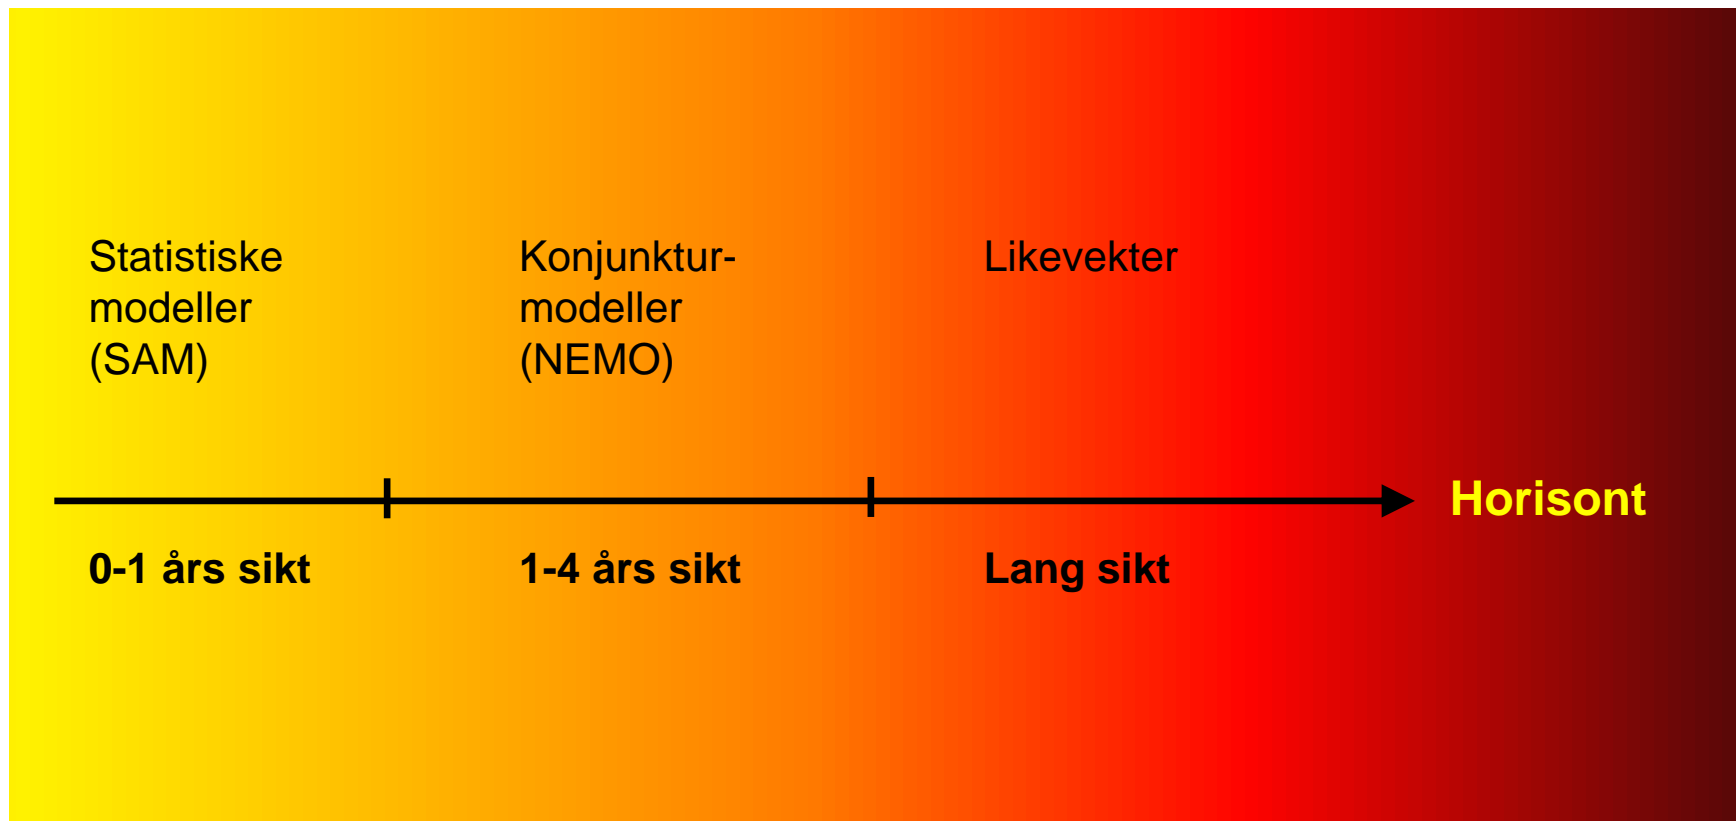 Statistiske
modeller
(SAM)
Konjunktur-
modeller
(NEMO)
Likevekter
Horisont
0-1 års sikt
1-4 års sikt
Lang sikt